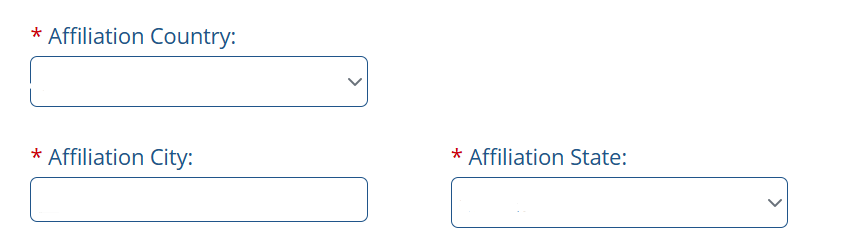 * Affiliation Country:
* Affiliation City:
* Affiliation State: